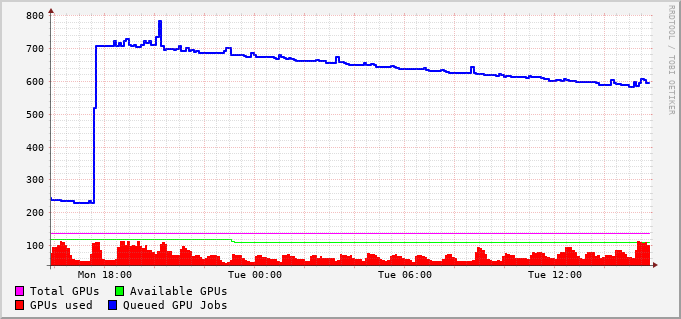 800
700
600
500
400
300
200
100
Mon 18:00 Tue 00:00 Tue 06:00 Tue 12:00
Total GPUs Available GPUs
GPUs used Queued GPU Jobs
RRDTOOL / TOBI OETIKER